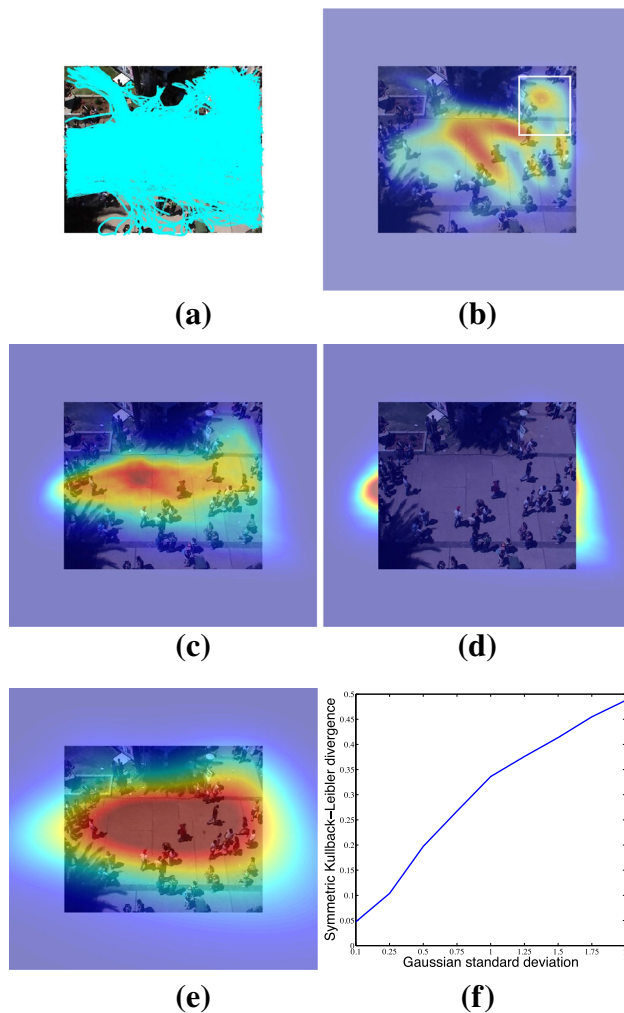 (a)
(b)
(c)
(d)
(e)
Symmetric Kullback–Leibler divergence
0.5
0.45
0.4
0.35
0.3
0.25
0.2
0.15
0.1
0.05
0
0.1
0.25
0.5
0.75
1
1.25
1.5
1.75
Gaussian standard deviation
(f)